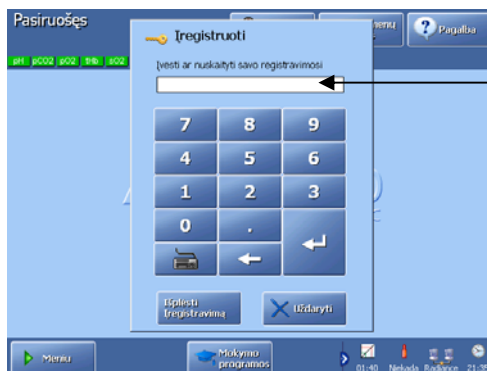 Pasiruošęs
Įregistruoti
Pagalba
pH pCO2 pO2 tHb sO2
Įvesti ar nuskaityti savo registravimosi
7 8 9
4 5 6
1 2 3
0 .
Išplėsti
Įregistravimą
Uždaryti
Meniu
Mokymo
programos
01:40 Niekada Radiance 21:35